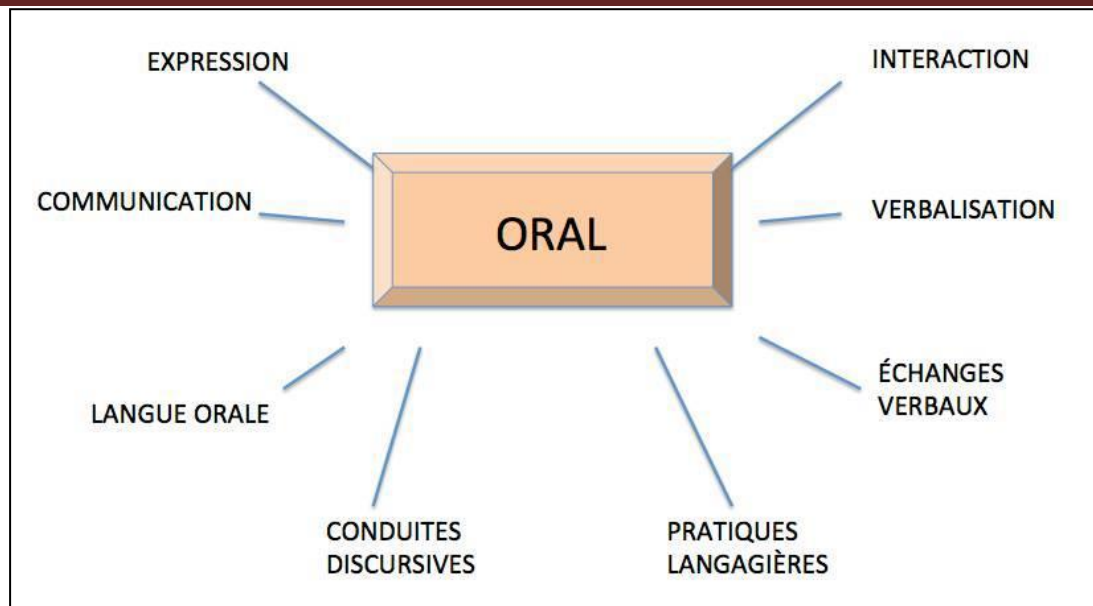 EXPRESSION
INTERACTION
COMMUNICATION
ORAL
VERBALISATION
LANGUE ORALE
ÉCHANGES
VERBAUX
CONDUITES
DISCURSIVES
PRATIQUES
LANGAGIÈRES